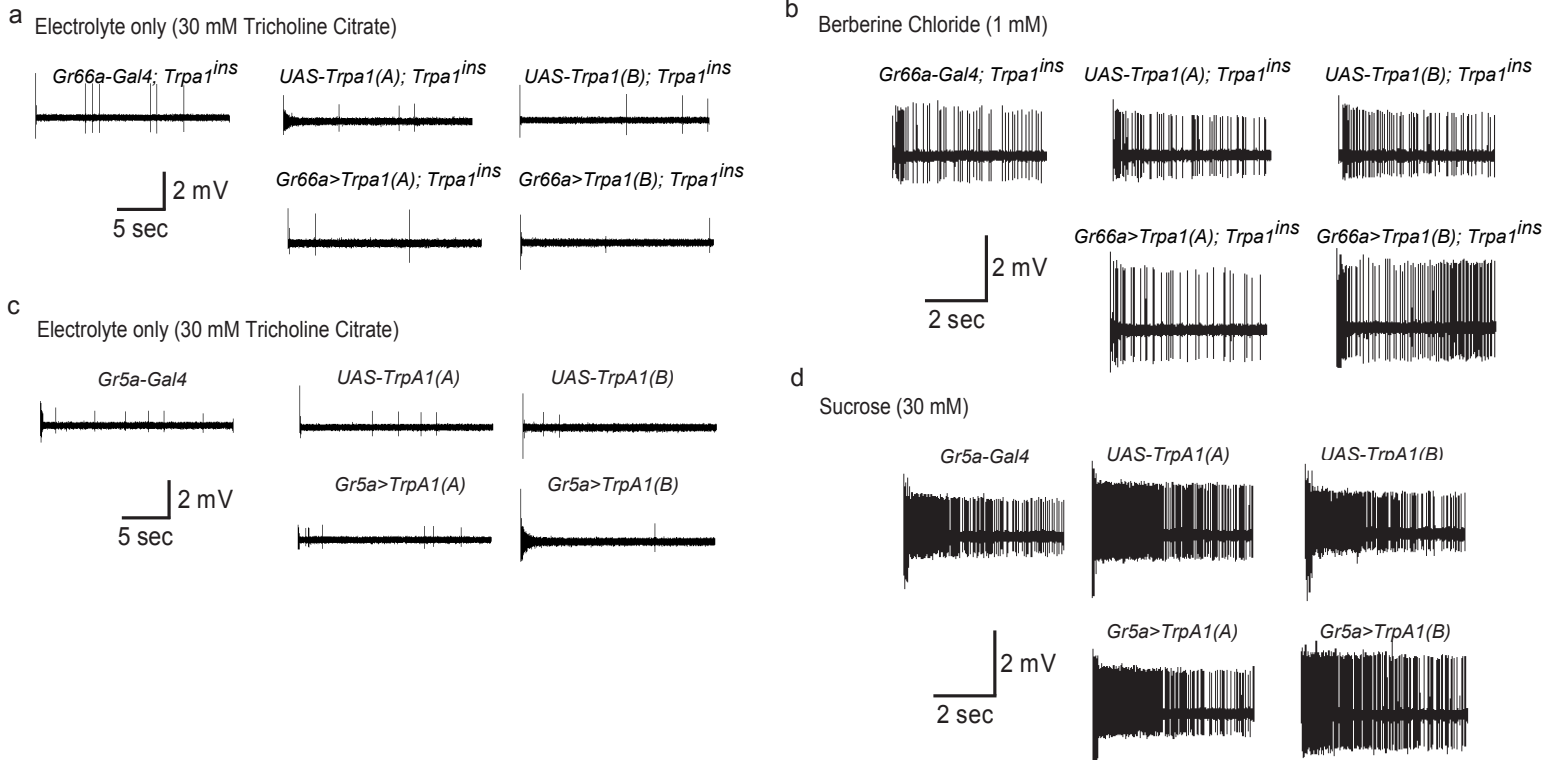 a
Electrolyte only (30 mM Tricholine Citrate)
Gr66a-Gal4; Trpa1ins
UAS-Trpa1(A); Trpa1ins
UAS-Trpa1(B); Trpa1ins
2 mV
5 sec
Gr66a>Trpa1(A); Trpa1ins
Gr66a>Trpa1(B); Trpa1ins
b
Berberine Chloride (1 mM)
Gr66a-Gal4; Trpa1ins
UAS-Trpa1(A); Trpa1ins
UAS-Trpa1(B); Trpa1ins
2 mV
2 sec
Gr66a>Trpa1(A); Trpa1ins
Gr66a>Trpa1(B); Trpa1ins
c
Electrolyte only (30 mM Tricholine Citrate)
Gr5a-Gal4
UAS-TrpA1(A)
UAS-TrpA1(B)
2 mV
5 sec
Gr5a>TrpA1(A)
Gr5a>TrpA1(B)
d
Sucrose (30 mM)
Gr5a-Gal4
UAS-TrpA1(A)
UAS-TrpA1(B)
2 mV
2 sec
Gr5a>TrpA1(A)
Gr5a>TrpA1(B)